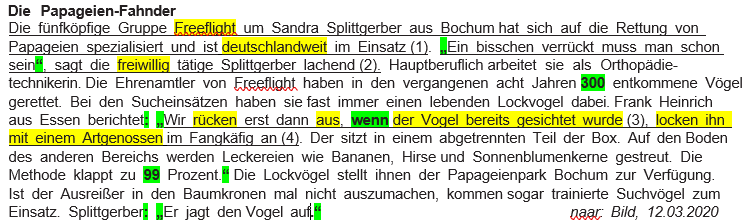 Die Papageien-Fahnder
Die fünfköpfige Gruppe Freeflight um Sandra Splittgerber aus Bochum hat sich auf die Rettung von
Papageien spezialisiert und ist deutschlandweit im Einsatz (1). „Ein bisschen verrückt muss man schon
sein“, sagt die freiwillig tätige Splittgerber lachend (2). Hauptberuflich arbeitet sie als Orthopädie-
technikerin. Die Ehrenamtler von Freeflight haben in den vergangenen acht Jahren 300 entkommene Vögel
gerettet. Bei den Sucheinsätzen haben sie fast immer einen lebenden Lockvogel dabei. Frank Heinrich
aus Essen berichtet: „Wir rücken erst dann aus, wenn der Vogel bereits gesichtet wurde (3), locken ihn
mit einem Artgenossen im Fangkäfig an (4). Der sitzt in einem abgetrennten Teil der Box. Auf den Boden
des anderen Bereichs werden Leckereien wie Bananen, Hirse und Sonnenblumenkerne gestreut. Die
Methode klappt zu 99 Prozent.“ Die Lockvögel stellt ihnen der Papageienpark Bochum zur Verfügung.
Ist der Ausreißer in den Baumkronen mal nicht auszumachen, kommen sogar trainierte Suchvögel zum
Einsatz. Splittgerber: „Er jagt den Vogel auf.“ naar: Bild, 12.03.2020